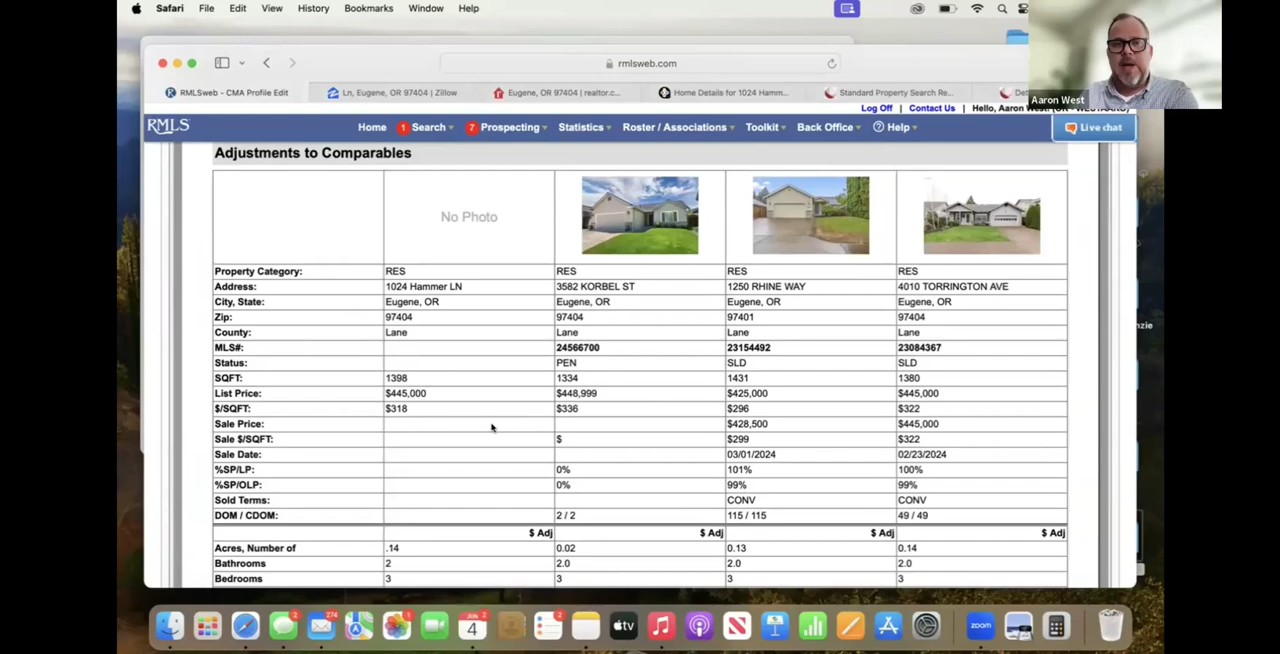 Safari File Edit View History Bookmarks Window Help
rmlsweb.com
RMLSweb - CMA Profile Edit Ln, Eugene, OR 97404 | Zillow Eugene, OR 97404 | realtor.c... Home Details for 1024 Hamm... Standard Property Search Re...
Aaron West
Log Off | Contact Us | Hello, Aaron West!
RMLS Home 1 Search 7 Prospecting Statistics Roster / Associations Toolkit Back Office Help Live chat
Adjustments to Comparables
No Photo
Property Category: RES RES RES RES
Address: 1024 Hammer LN 3582 KORBEL ST 1250 RHINE WAY 4010 TORRINGTON AVE
City, State: Eugene, OR Eugene, OR Eugene, OR Eugene, OR
Zip: 97404 97404 97401 97404
County: Lane Lane Lane Lane
MLS#: 24566700 23154492 23084367
Status: PEN SLD SLD
SQFT: 1398 1334 1431 1380
List Price: $445,000 $448,999 $425,000 $445,000
$/SQFT: $318 $336 $296 $322
Sale Price: $428,500 $445,000
Sale $/SQFT: $ $299 $322
Sale Date: 03/01/2024 02/23/2024
%SP/LP: 0% 101% 100%
%SP/OLP: 0% 99% 99%
Sold Terms: CONV CONV
DOM / CDOM: 2 / 2 115 / 115 49 / 49
$ Adj $ Adj $ Adj $ Adj
Acres, Number of .14 0.02 0.13 0.14
Bathrooms 2 2.0 2.0 2.0
Bedrooms 3 3 3 3
nzie
2 274 1 JUN 2 4 2 tv zoom